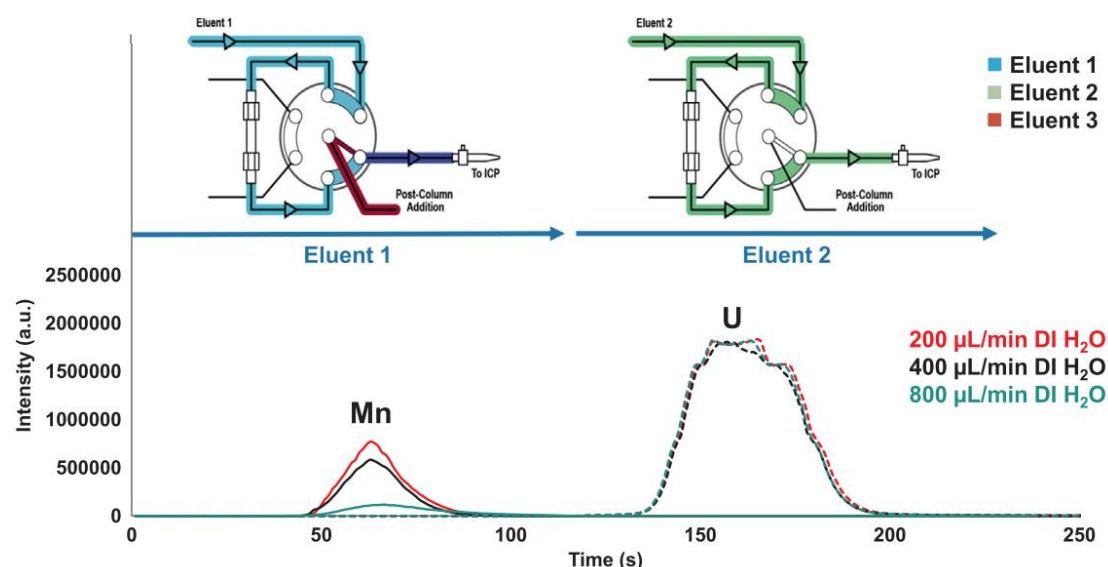 Eluent 1
To ICP
Post-Column
Addition
Eluent 2
To ICP
Post-Column
Addition
Eluent 1
Eluent 2
Eluent 3
Eluent 1
Eluent 2
2500000
2000000
1500000
1000000
500000
0
Intensity (a.u.)
Mn
U
200 µL/min DI H₂O
400 µL/min DI H₂O
800 µL/min DI H₂O
0
50
100
150
200
250
Time (s)